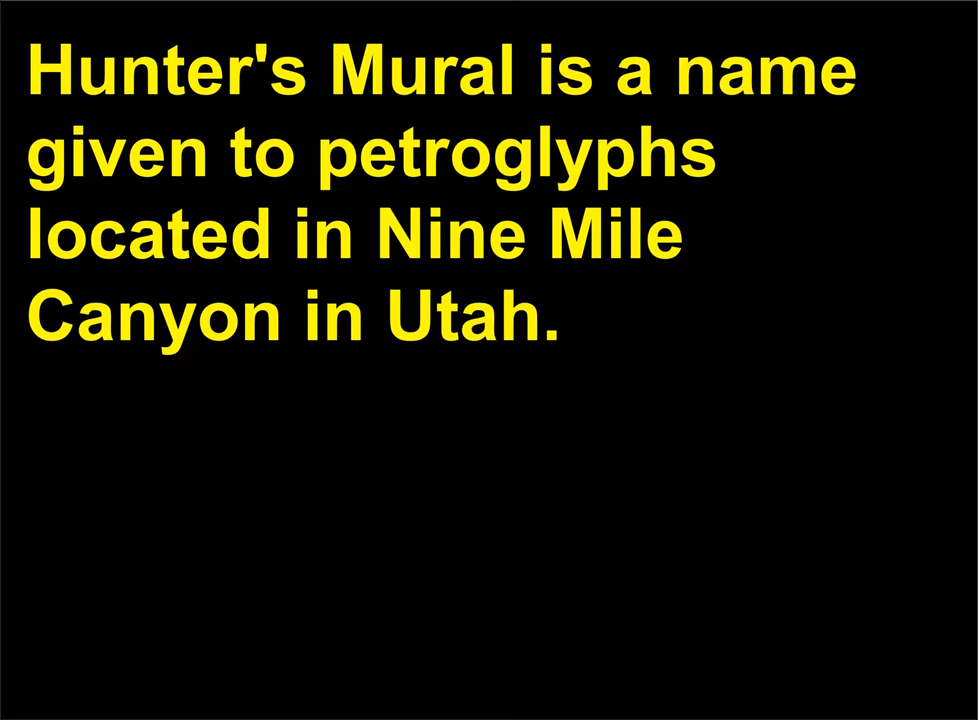 Hunter's Mural is a name
given to petroglyphs
located in Nine Mile
Canyon in Utah.